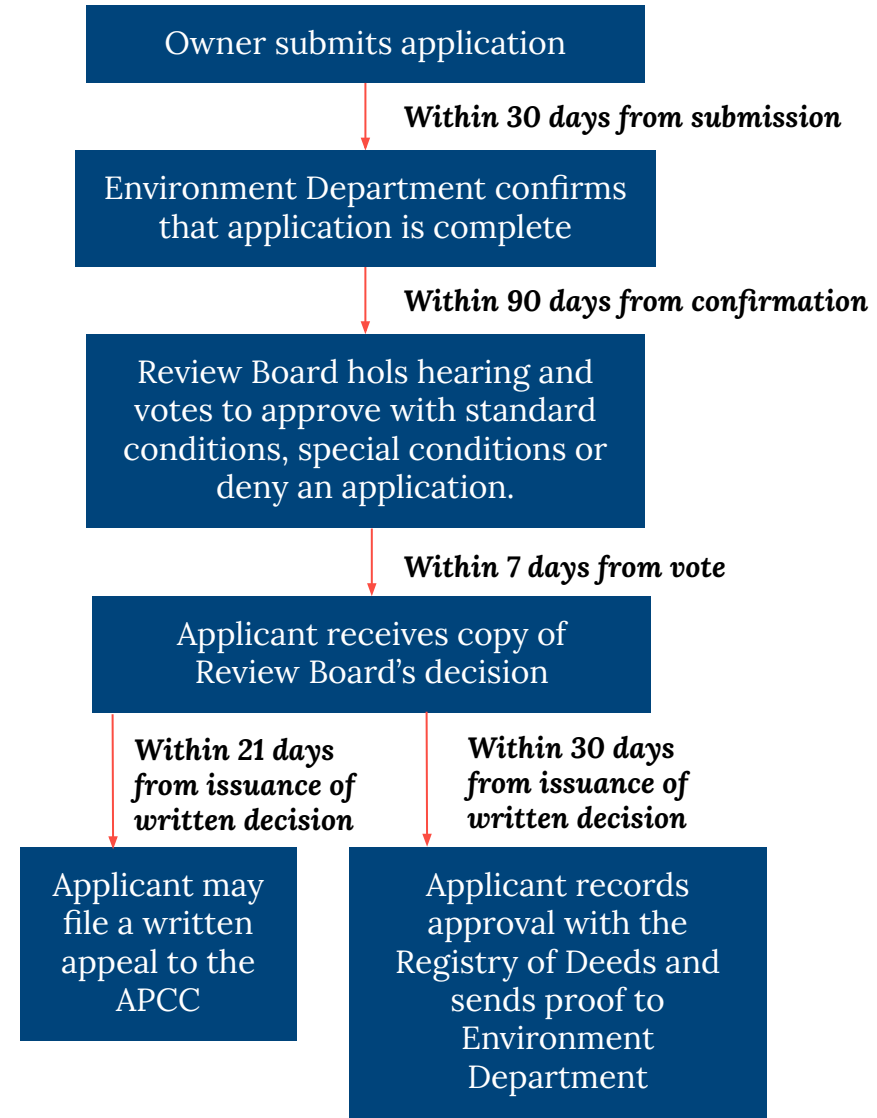 Owner submits application
Within 30 days from submission
Environment Department confirms
that application is complete
Within 90 days from confirmation
Review Board hols hearing and
votes to approve with standard
conditions, special conditions or
deny an application.
Within 7 days from vote
Applicant receives copy of
Review Board’s decision
Within 21 days
from issuance of
written decision
Within 30 days
from issuance of
written decision
Applicant may
file a written
appeal to the
APCC
Applicant records
approval with the
Registry of Deeds and
sends proof to
Environment
Department